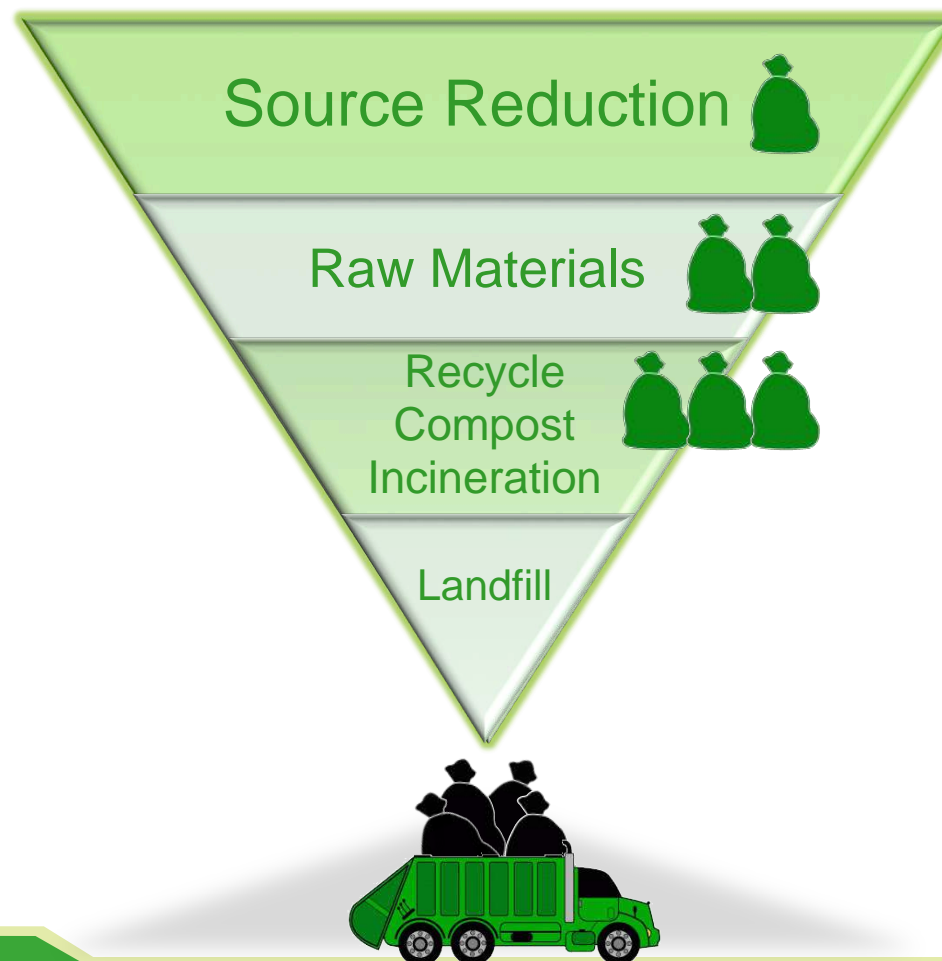 Source Reduction
Raw Materials
Recycle
Compost
Incineration
Landfill